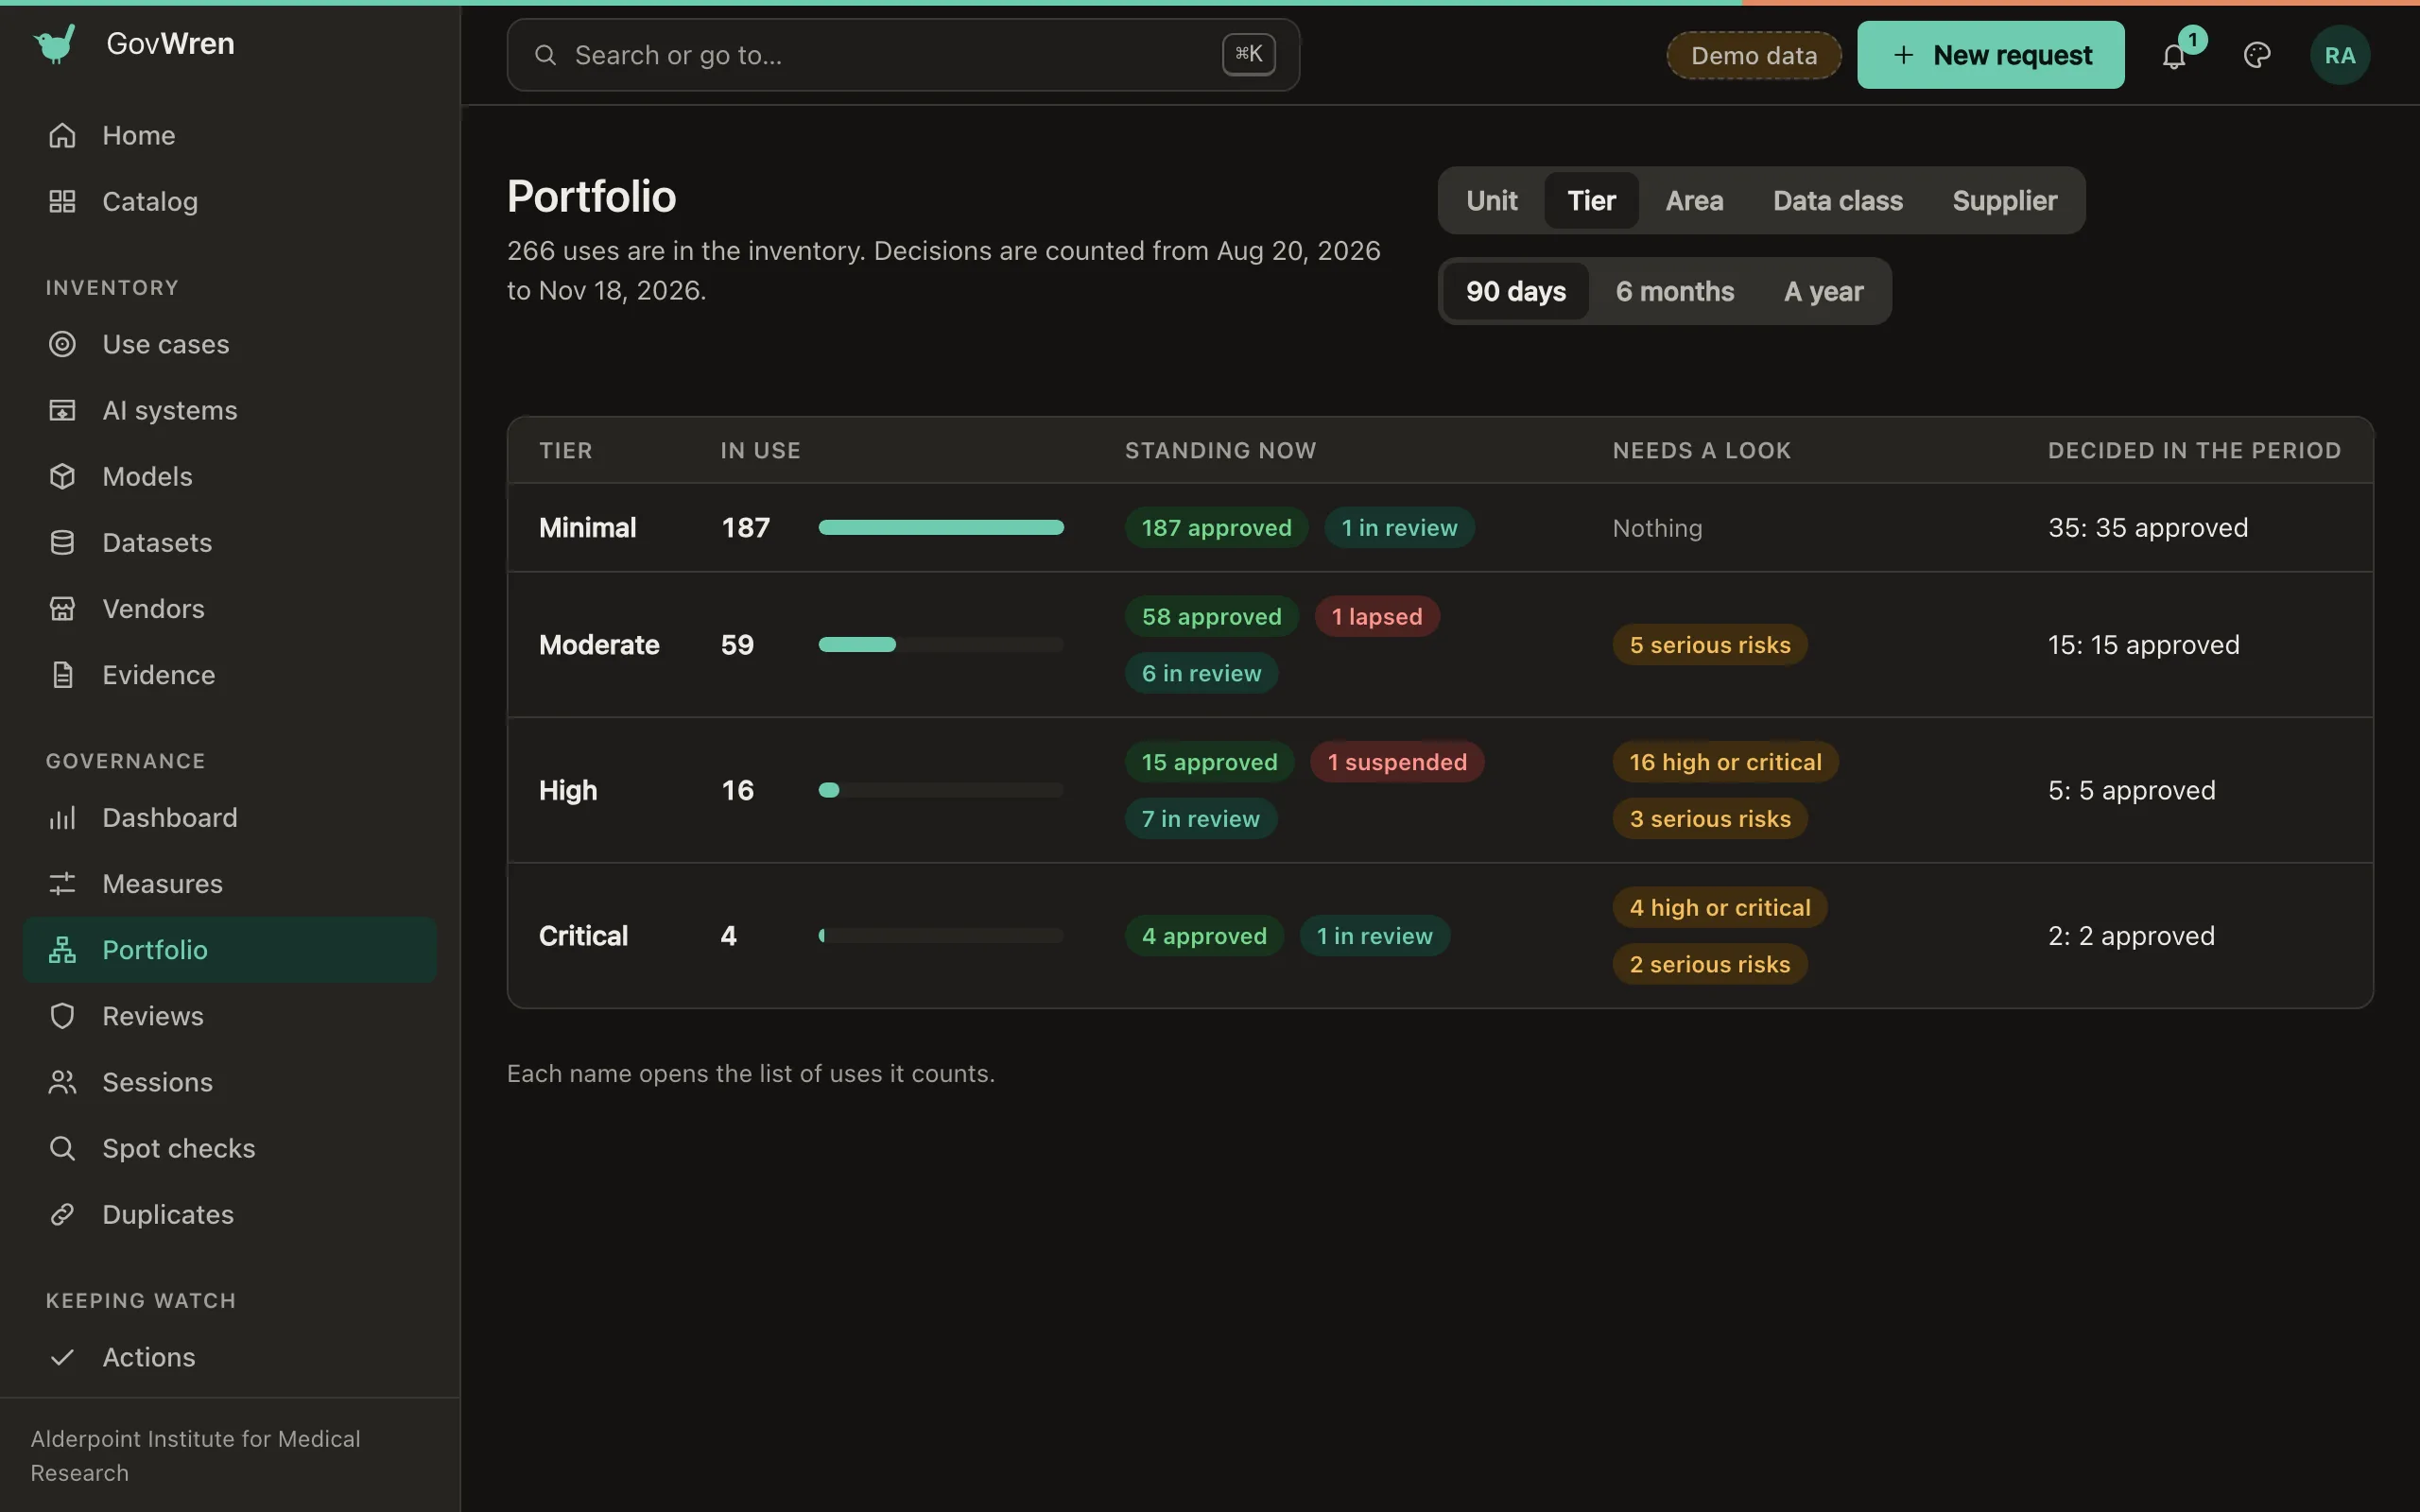 GovWren
Search or go to...
⌘K
Demo data
+ New request
1
RA
Home
Catalog
INVENTORY
Use cases
AI systems
Models
Datasets
Vendors
Evidence
GOVERNANCE
Dashboard
Measures
Portfolio
Reviews
Sessions
Spot checks
Duplicates
KEEPING WATCH
Actions
Alderpoint Institute for Medical
Research
Portfolio
266 uses are in the inventory. Decisions are counted from Aug 20, 2026
to Nov 18, 2026.
Unit Tier Area Data class Supplier
90 days 6 months A year
TIER IN USE STANDING NOW NEEDS A LOOK DECIDED IN THE PERIOD
Minimal 187 187 approved 1 in review Nothing 35: 35 approved
Moderate 59 58 approved 1 lapsed 6 in review 5 serious risks 15: 15 approved
High 16 15 approved 1 suspended 7 in review 16 high or critical 3 serious risks 5: 5 approved
Critical 4 4 approved 1 in review 4 high or critical 2 serious risks 2: 2 approved
Each name opens the list of uses it counts.